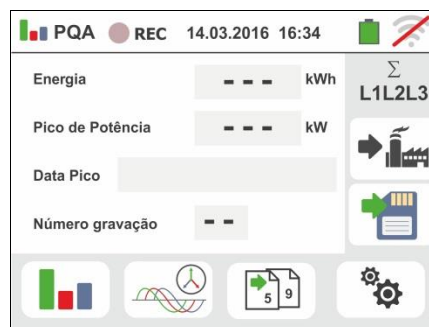 PQA REC 14.03.2016 16:34
Energia - - - kWh
Σ
L1L2L3
Pico de Potência - - - kW
Data Pico
Número gravação - -
5 9